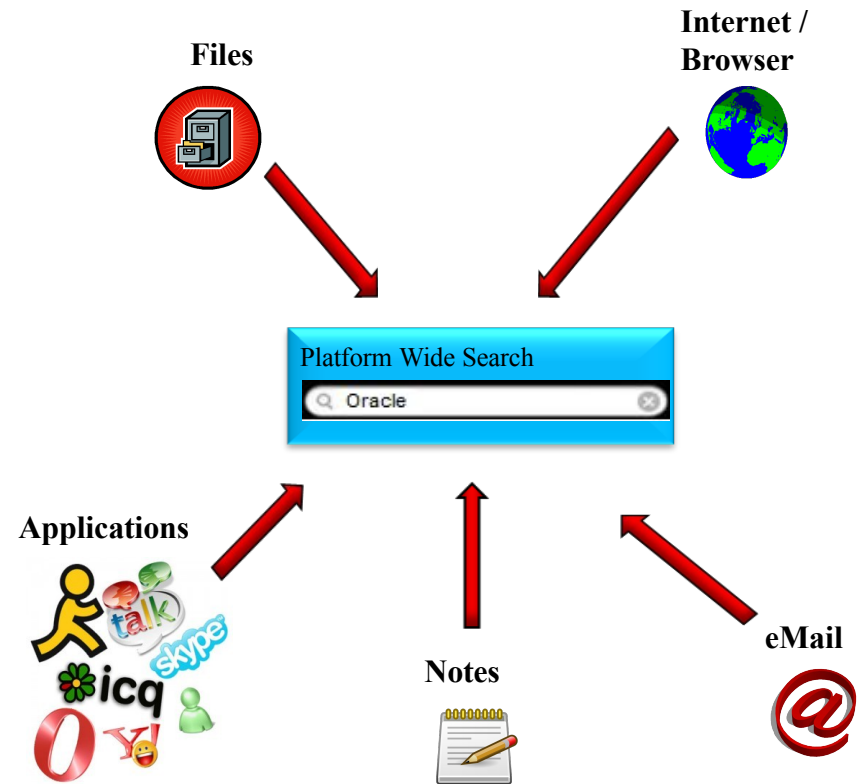 Internet /
Browser
Files
Platform Wide Search
Oracle
Applications
talk
skype
icq
Notes
eMail
@
O
Y!